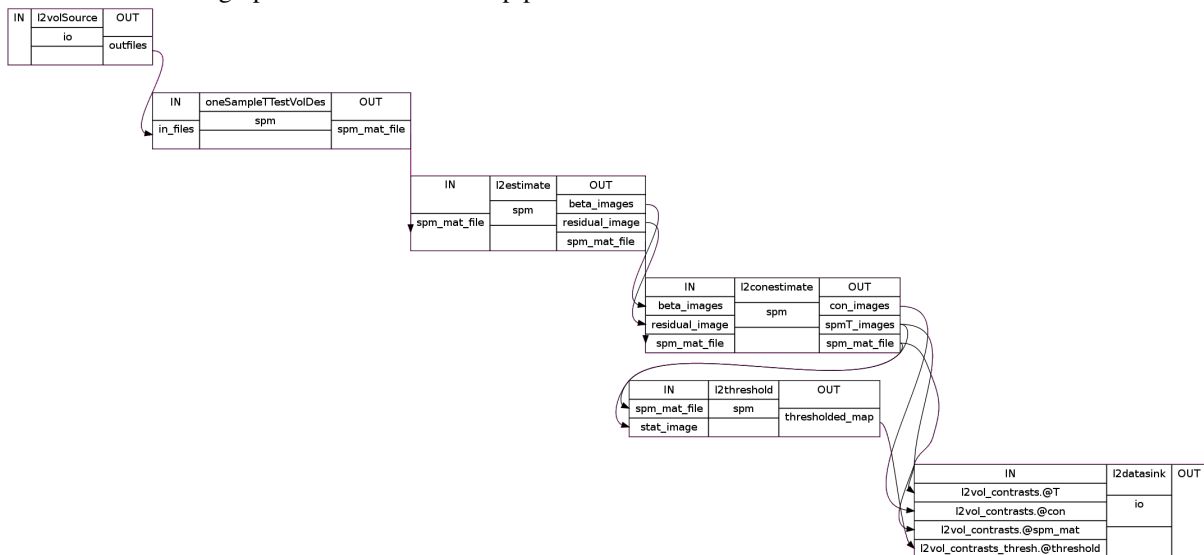 IN l2volSource OUT
io
outfiles
IN oneSampleTTestVolDes OUT
spm
in_files spm_mat_file
IN l2estimate OUT
beta_images
spm
spm_mat_file residual_image
spm_mat_file
IN l2conestimate OUT
beta_images con_images
spm
residual_image spmT_images
spm_mat_file spm_mat_file
IN l2threshold OUT
spm_mat_file spm
thresholded_map
stat_image
IN l2datasink OUT
l2vol_contrasts.@T
io
l2vol_contrasts.@con
l2vol_contrasts.@spm_mat
l2vol_contrasts_thresh.@threshold